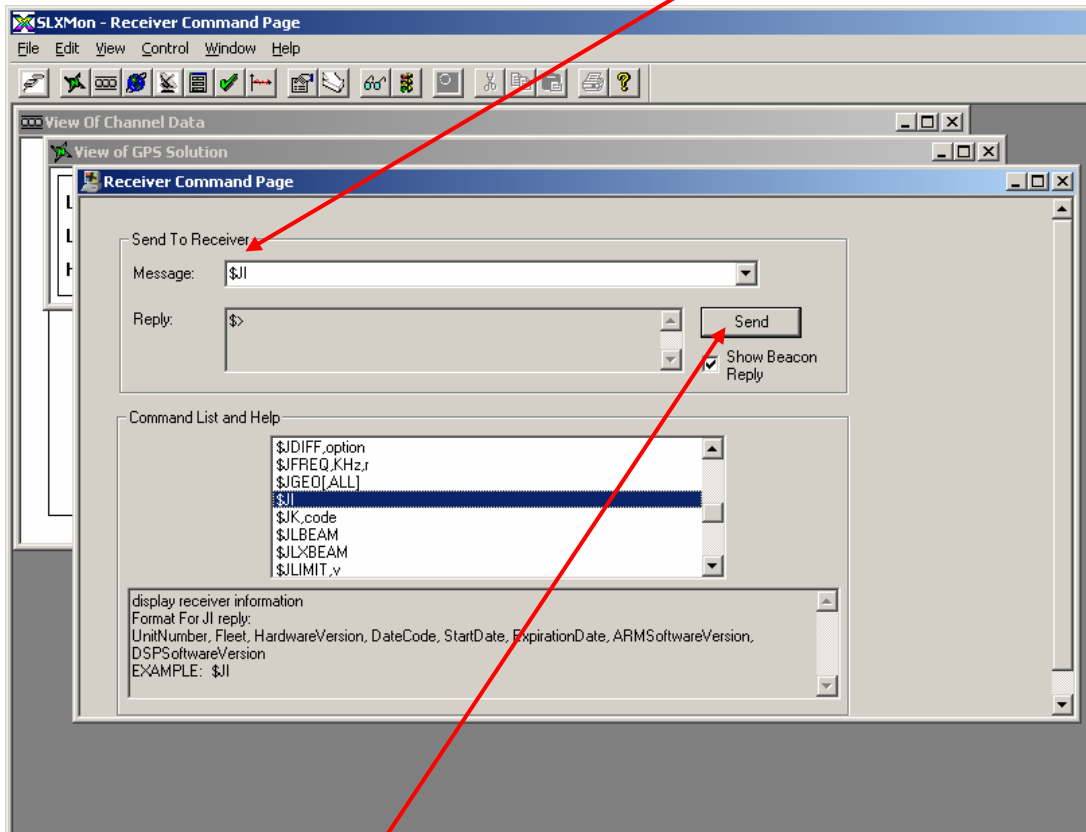 SLXMon - Receiver Command Page
File Edit View Control Window Help
View Of Channel Data
View of GPS Solution
Receiver Command Page
L
L
H
Send To Receiver
Message: $JI
Reply: $>
Send
Show Beacon
Reply
Command List and Help
$JDIFF,option
$JFREQ,KHz,r
$JGEO[,ALL]
$JI
$JK,code
$JLBEAM
$JLXBEAM
$JLIMIT,v
display receiver information
Format For JI reply:
UnitNumber, Fleet, HardwareVersion, DateCode, StartDate, ExpirationDate, ARMSoftwareVersion,
DSPSoftwareVersion
EXAMPLE: $JI